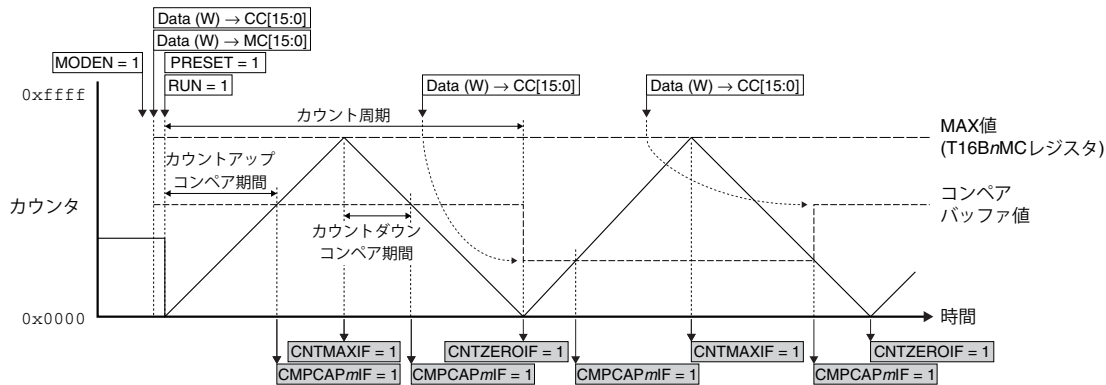 Data (W) → CC[15:0]
Data (W) → MC[15:0]
MODEN = 1
PRESET = 1
RUN = 1
Data (W) → CC[15:0]
Data (W) → CC[15:0]
0xffff
カウント周期
MAX値
(T16BnMCレジスタ)
カウントアップ
コンペア期間
カウンタ
コンペア
バッファ値
カウントダウン
コンペア期間
0x0000
時間
CNTMAXIF = 1
CNTZEROIF = 1
CNTMAXIF = 1
CNTZEROIF = 1
CMPCAPmIF = 1
CMPCAPmIF = 1
CMPCAPmIF = 1
CMPCAPmIF = 1